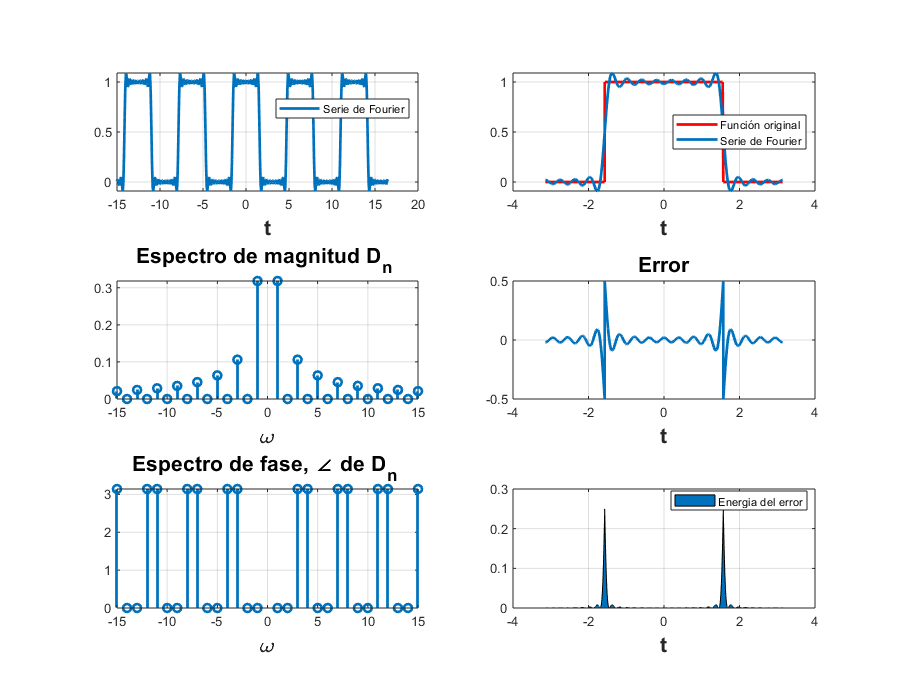 1
0.5
0
-15 -10 -5 0 5 10 15 20
t
Serie de Fourier
1
0.5
0
-4 -2 0 2 4
t
Función original
Serie de Fourier
Espectro de magnitud Dn
0.3
0.2
0.1
0
-15 -10 -5 0 5 10 15
ω
Error
0.5
0
-0.5
-4 -2 0 2 4
t
Espectro de fase, ∠ de Dn
3
2
1
0
-15 -10 -5 0 5 10 15
ω
0.3
0.2
0.1
0
-4 -2 0 2 4
t
Energia del error